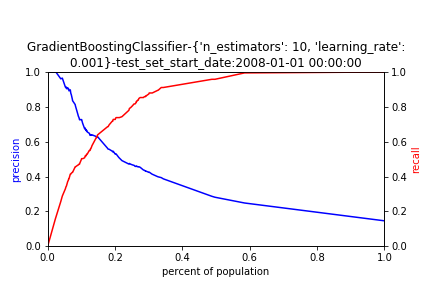 GradientBoostingClassifier-{'n_estimators': 10, 'learning_rate':
0.001}-test_set_start_date:2008-01-01 00:00:00
1.0
0.8
0.6
0.4
0.2
0.0
precision
1.0
0.8
0.6
0.4
0.2
0.0
recall
0.0 0.2 0.4 0.6 0.8 1.0
percent of population